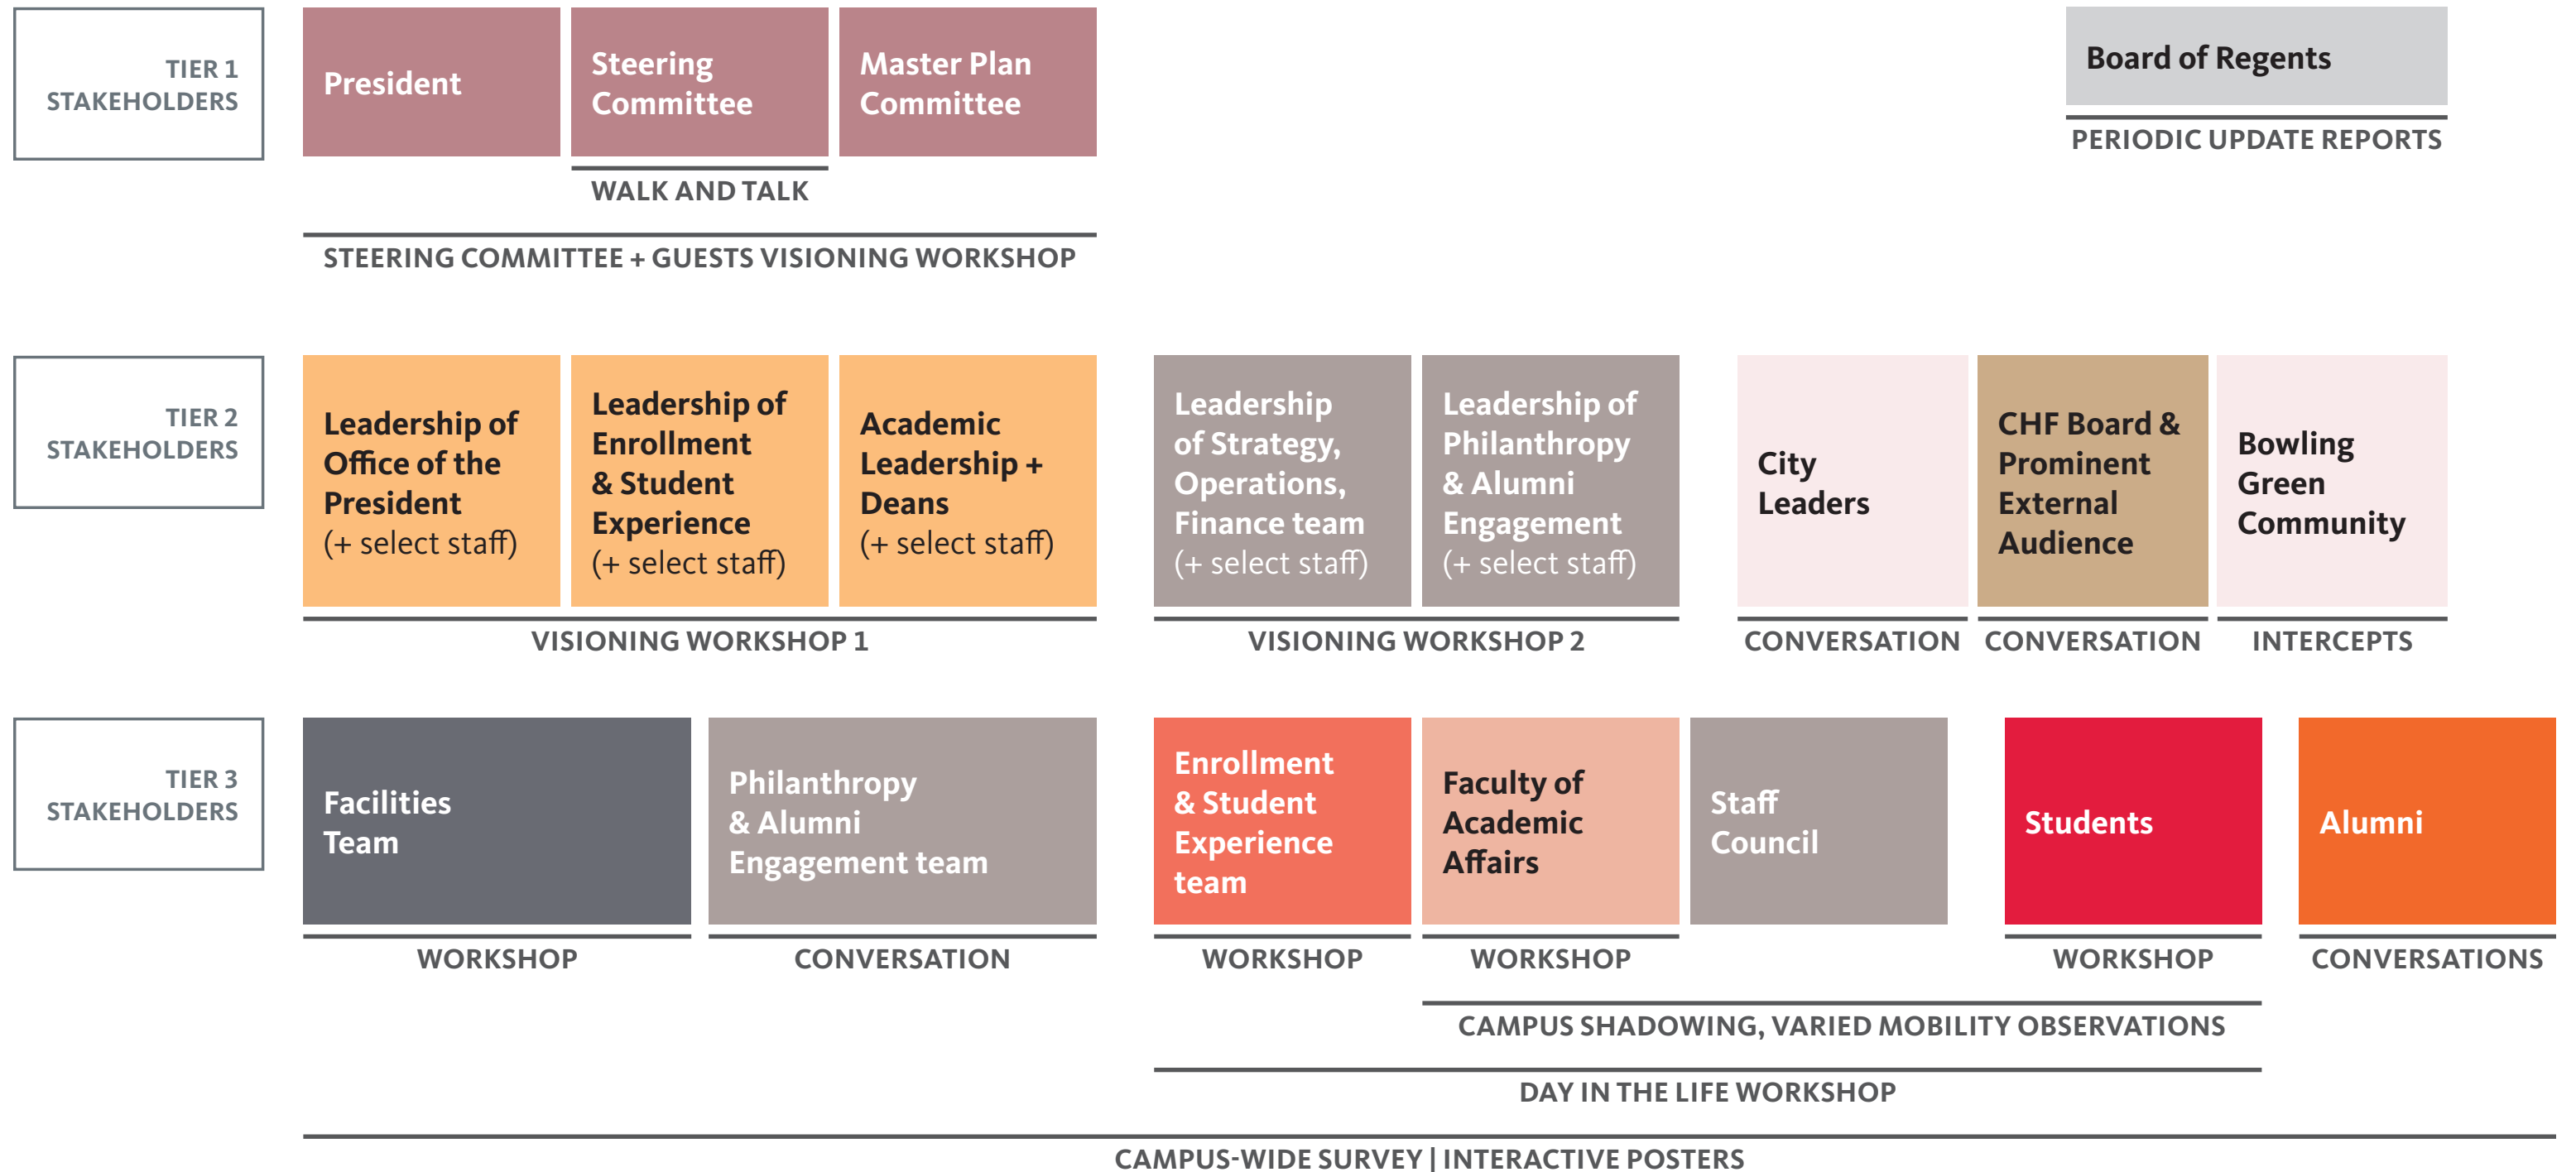 TIER 1
STAKEHOLDERS
President
Steering
Committee
Master Plan
Committee
Board of Regents
PERIODIC UPDATE REPORTS
WALK AND TALK
STEERING COMMITTEE + GUESTS VISIONING WORKSHOP
TIER 2
STAKEHOLDERS
Leadership of
Office of the
President
(+ select staff)
Leadership of
Enrollment
& Student
Experience
(+ select staff)
Academic
Leadership +
Deans
(+ select staff)
VISIONING WORKSHOP 1
Leadership
of Strategy,
Operations,
Finance team
(+ select staff)
Leadership of
Philanthropy
& Alumni
Engagement
(+ select staff)
VISIONING WORKSHOP 2
City
Leaders
CONVERSATION
CHF Board &
Prominent
External
Audience
CONVERSATION
Bowling
Green
Community
INTERCEPTS
TIER 3
STAKEHOLDERS
Facilities
Team
WORKSHOP
Philanthropy
& Alumni
Engagement team
CONVERSATION
Enrollment
& Student
Experience
team
WORKSHOP
Faculty of
Academic
Affairs
WORKSHOP
Staff
Council
Students
WORKSHOP
Alumni
CONVERSATIONS
CAMPUS SHADOWING, VARIED MOBILITY OBSERVATIONS
DAY IN THE LIFE WORKSHOP
CAMPUS-WIDE SURVEY | INTERACTIVE POSTERS